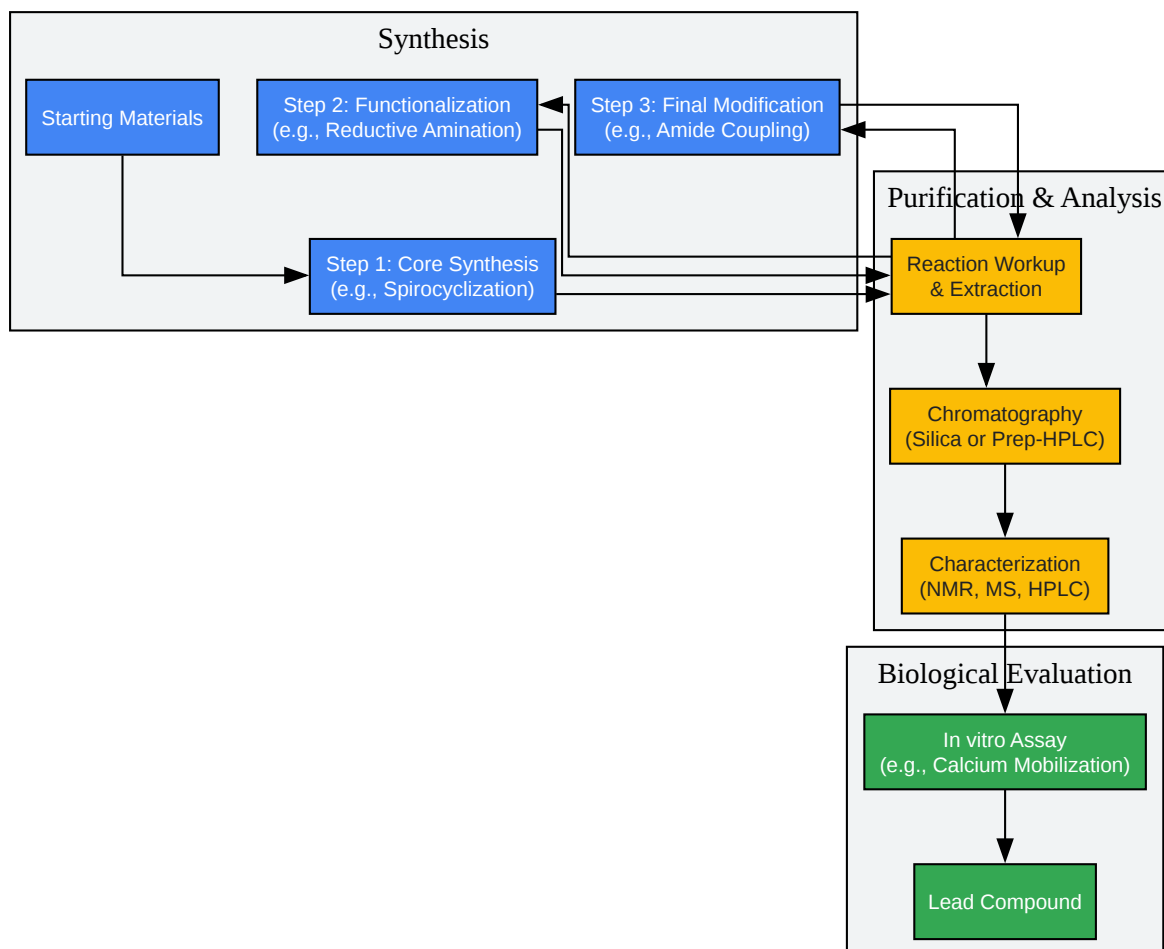 Synthesis
Starting Materials
Step 2: Functionalization
(e.g., Reductive Amination)
Step 3: Final Modification
(e.g., Amide Coupling)
Step 1: Core Synthesis
(e.g., Spirocyclization)
Purification & Analysis
Reaction Workup
& Extraction
Chromatography
(Silica or Prep-HPLC)
Characterization
(NMR, MS, HPLC)
Biological Evaluation
In vitro Assay
(e.g., Calcium Mobilization)
Lead Compound